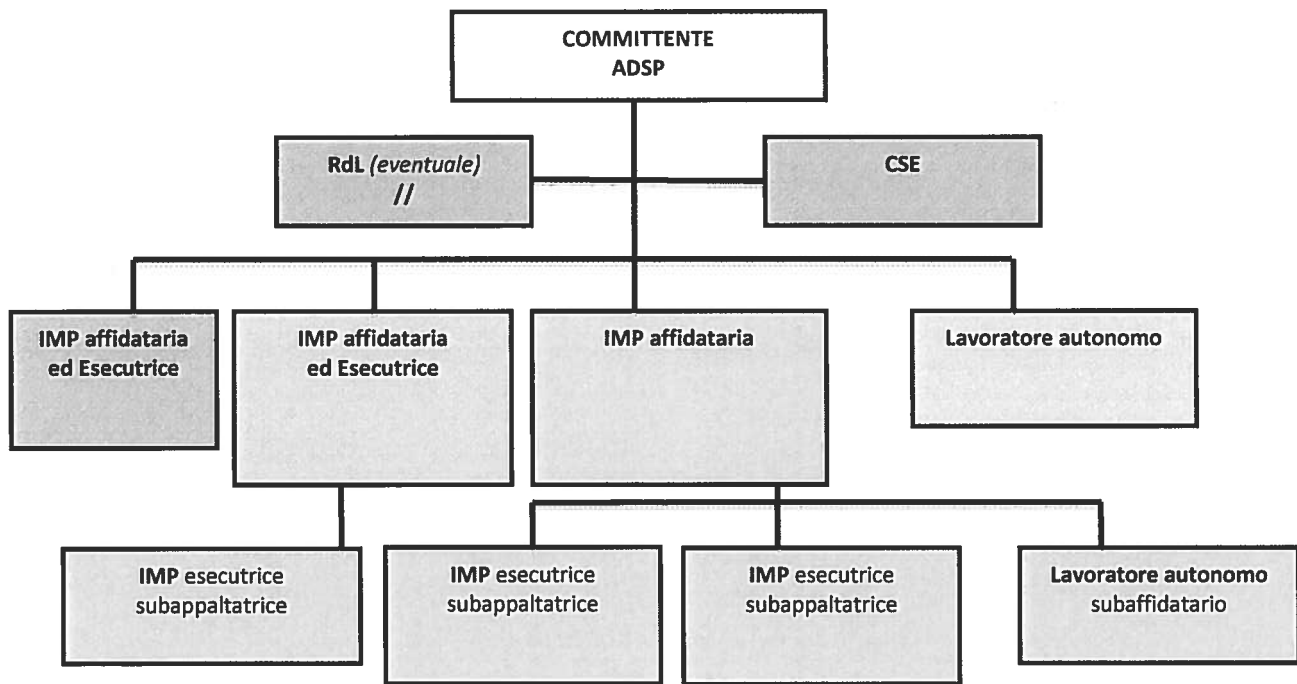 COMMITTENTE
ADSP
RdL (eventuale)
//
CSE
IMP affidataria
ed Esecutrice
IMP affidataria
ed Esecutrice
IMP affidataria
Lavoratore autonomo
IMP esecutrice
subappaltatrice
IMP esecutrice
subappaltatrice
IMP esecutrice
subappaltatrice
Lavoratore autonomo
subaffidatario